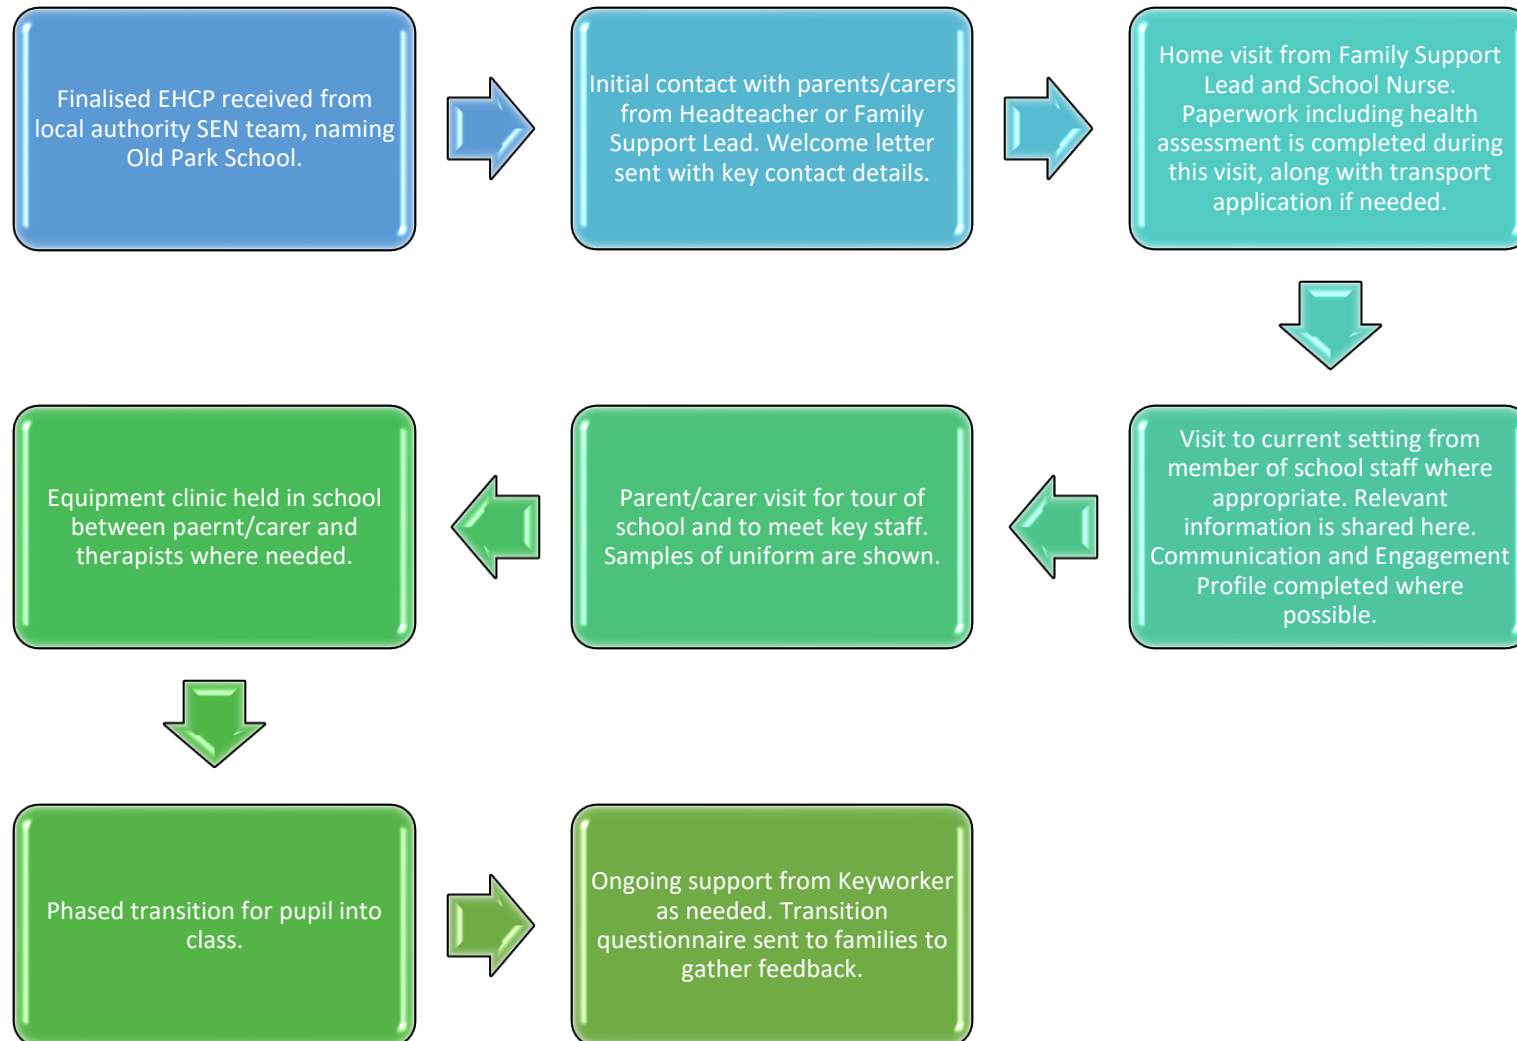 Finalised EHCP received from
local authority SEN team, naming
Old Park School.
Initial contact with parents/carers
from Headteacher or Family
Support Lead. Welcome letter
sent with key contact details.
Home visit from Family Support
Lead and School Nurse.
Paperwork including health
assessment is completed during
this visit, along with transport
application if needed.
Visit to current setting from
member of school staff where
appropriate. Relevant
information is shared here.
Communication and Engagement
Profile completed where
possible.
Parent/carer visit for tour of
school and to meet key staff.
Samples of uniform are shown.
Equipment clinic held in school
between paernt/carer and
therapists where needed.
Phased transition for pupil into
class.
Ongoing support from Keyworker
as needed. Transition
questionnaire sent to families to
gather feedback.